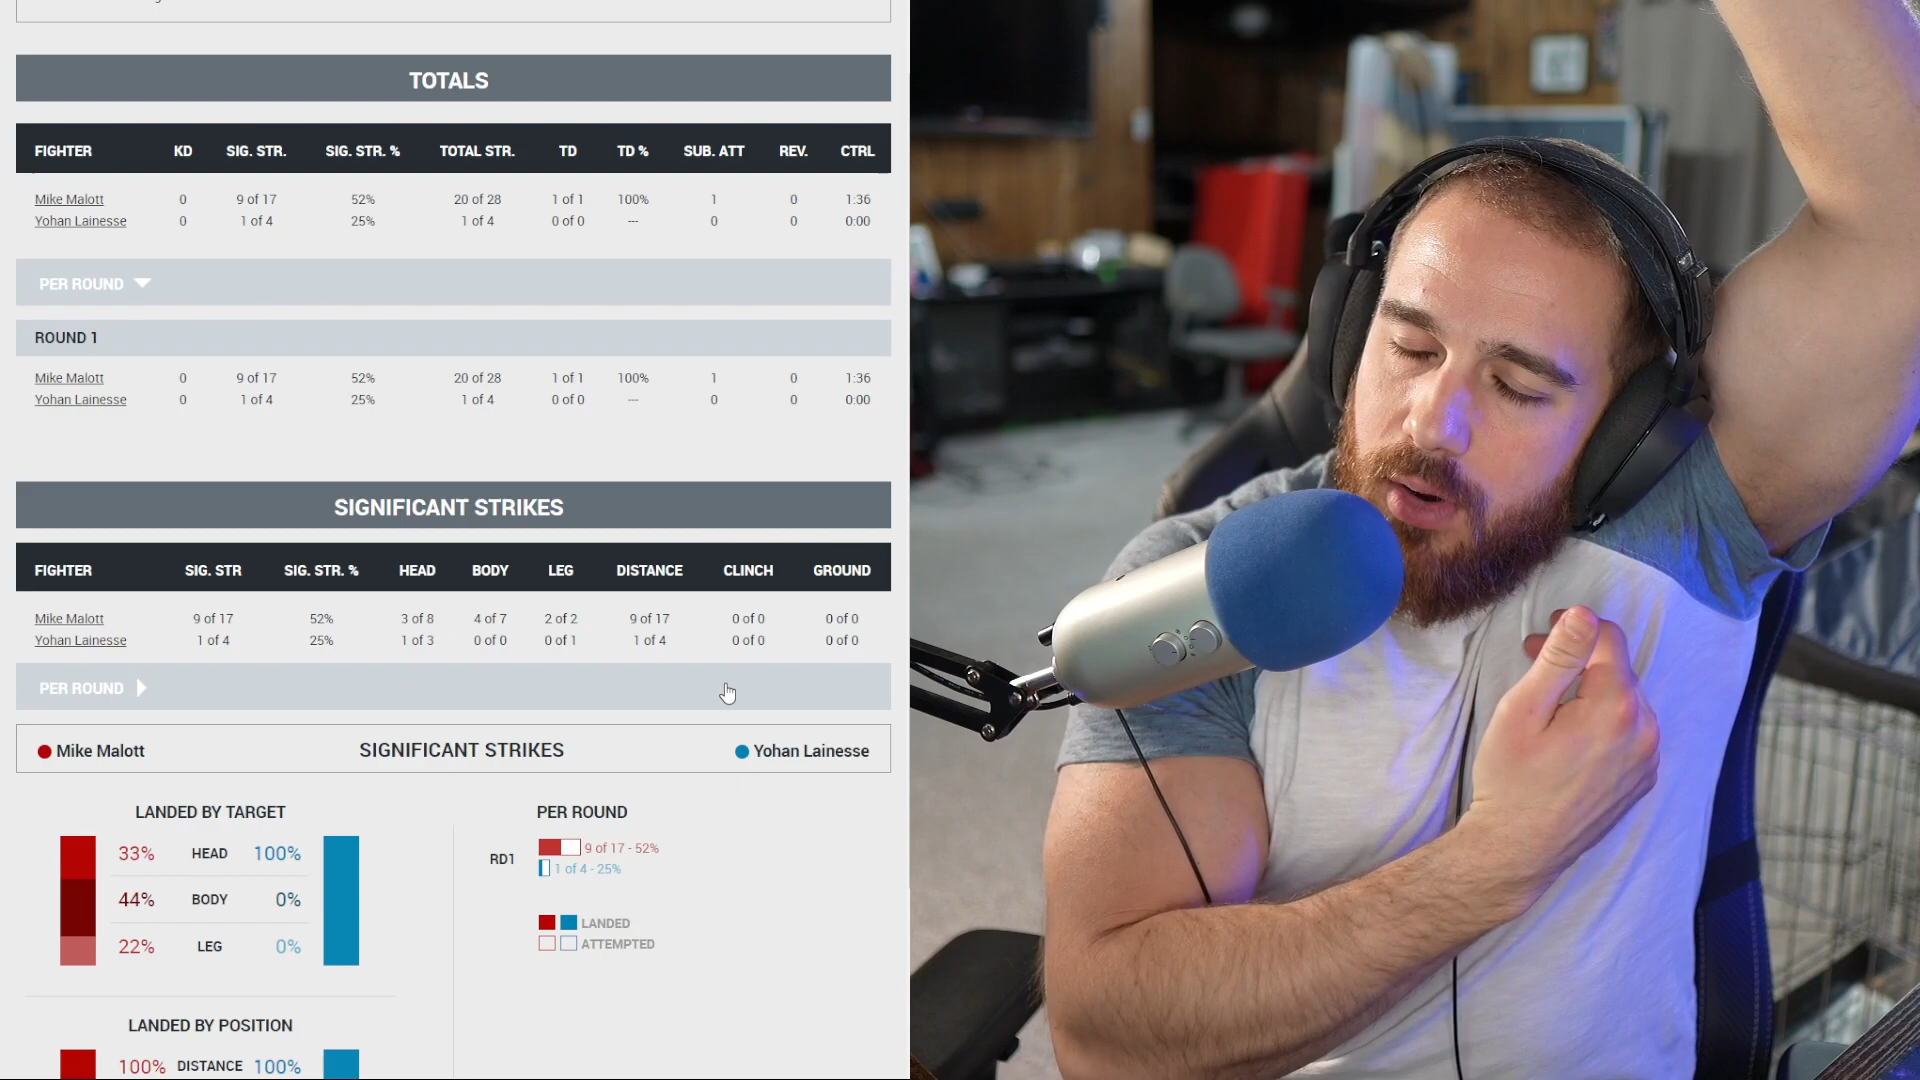 TOTALS
FIGHTER KD SIG. STR. SIG. STR. % TOTAL STR. TD TD % SUB. ATT REV. CTRL
Mike Malott 0 9 of 17 52% 20 of 28 1 of 1 100% 1 0 1:36
Yohan Lainesse 0 1 of 4 25% 1 of 4 0 of 0 --- 0 0 0:00
PER ROUND
ROUND 1
Mike Malott 0 9 of 17 52% 20 of 28 1 of 1 100% 1 0 1:36
Yohan Lainesse 0 1 of 4 25% 1 of 4 0 of 0 --- 0 0 0:00
SIGNIFICANT STRIKES
FIGHTER SIG. STR SIG. STR. % HEAD BODY LEG DISTANCE CLINCH GROUND
Mike Malott 9 of 17 52% 3 of 8 4 of 7 2 of 2 9 of 17 0 of 0 0 of 0
Yohan Lainesse 1 of 4 25% 1 of 3 0 of 0 0 of 1 1 of 4 0 of 0 0 of 0
PER ROUND
Mike Malott SIGNIFICANT STRIKES Yohan Lainesse
LANDED BY TARGET
33% HEAD 100%
44% BODY 0%
22% LEG 0%
PER ROUND
RD1
9 of 17 - 52%
1 of 4 - 25%
LANDED
ATTEMPTED
LANDED BY POSITION
100% DISTANCE 100%